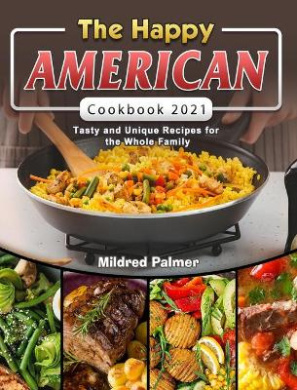 The Happy
AMERICAN
Cookbook 2021
Tasty and Unique Recipes for
the Whole Family
Mildred Palmer